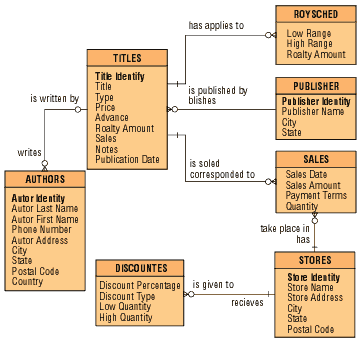 ROYSCHED
Low Range
High Range
Roalty Amount
has applies to
TITLES
Title Identify
Title
Type
Price
Advance
Roalty Amount
Sales
Notes
Publication Date
is published by
blishes
PUBLISHER
Publisher Identity
Publisher Name
City
State
is written by
writes
is soled
corresponded to
SALES
Sales Date
Sales Amount
Payment Terms
Quantity
AUTHORS
Autor Identity
Autor Last Name
Autor First Name
Phone Number
Autor Address
City
State
Postal Code
Country
take place in
has
STORES
Store Identity
Store Name
Store Address
City
State
Postal Code
DISCOUNTES
Discount Percentage
Discount Type
Low Quantity
High Quantity
is given to
recieves